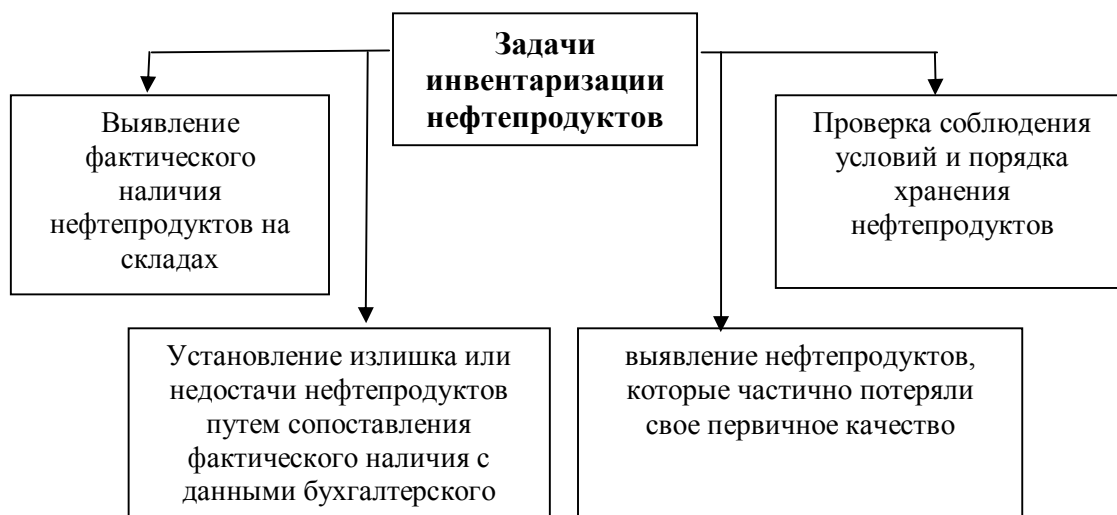 Задачи
инвентаризации
нефтепродуктов
Выявление
фактического
наличия
нефтепродуктов на
складах
Проверка соблюдения
условий и порядка
хранения
нефтепродуктов
Установление излишка или
недостачи нефтепродуктов
путем сопоставления
фактического наличия с
данными бухгалтерского
выявление нефтепродуктов,
которые частично потеряли
свое первичное качество